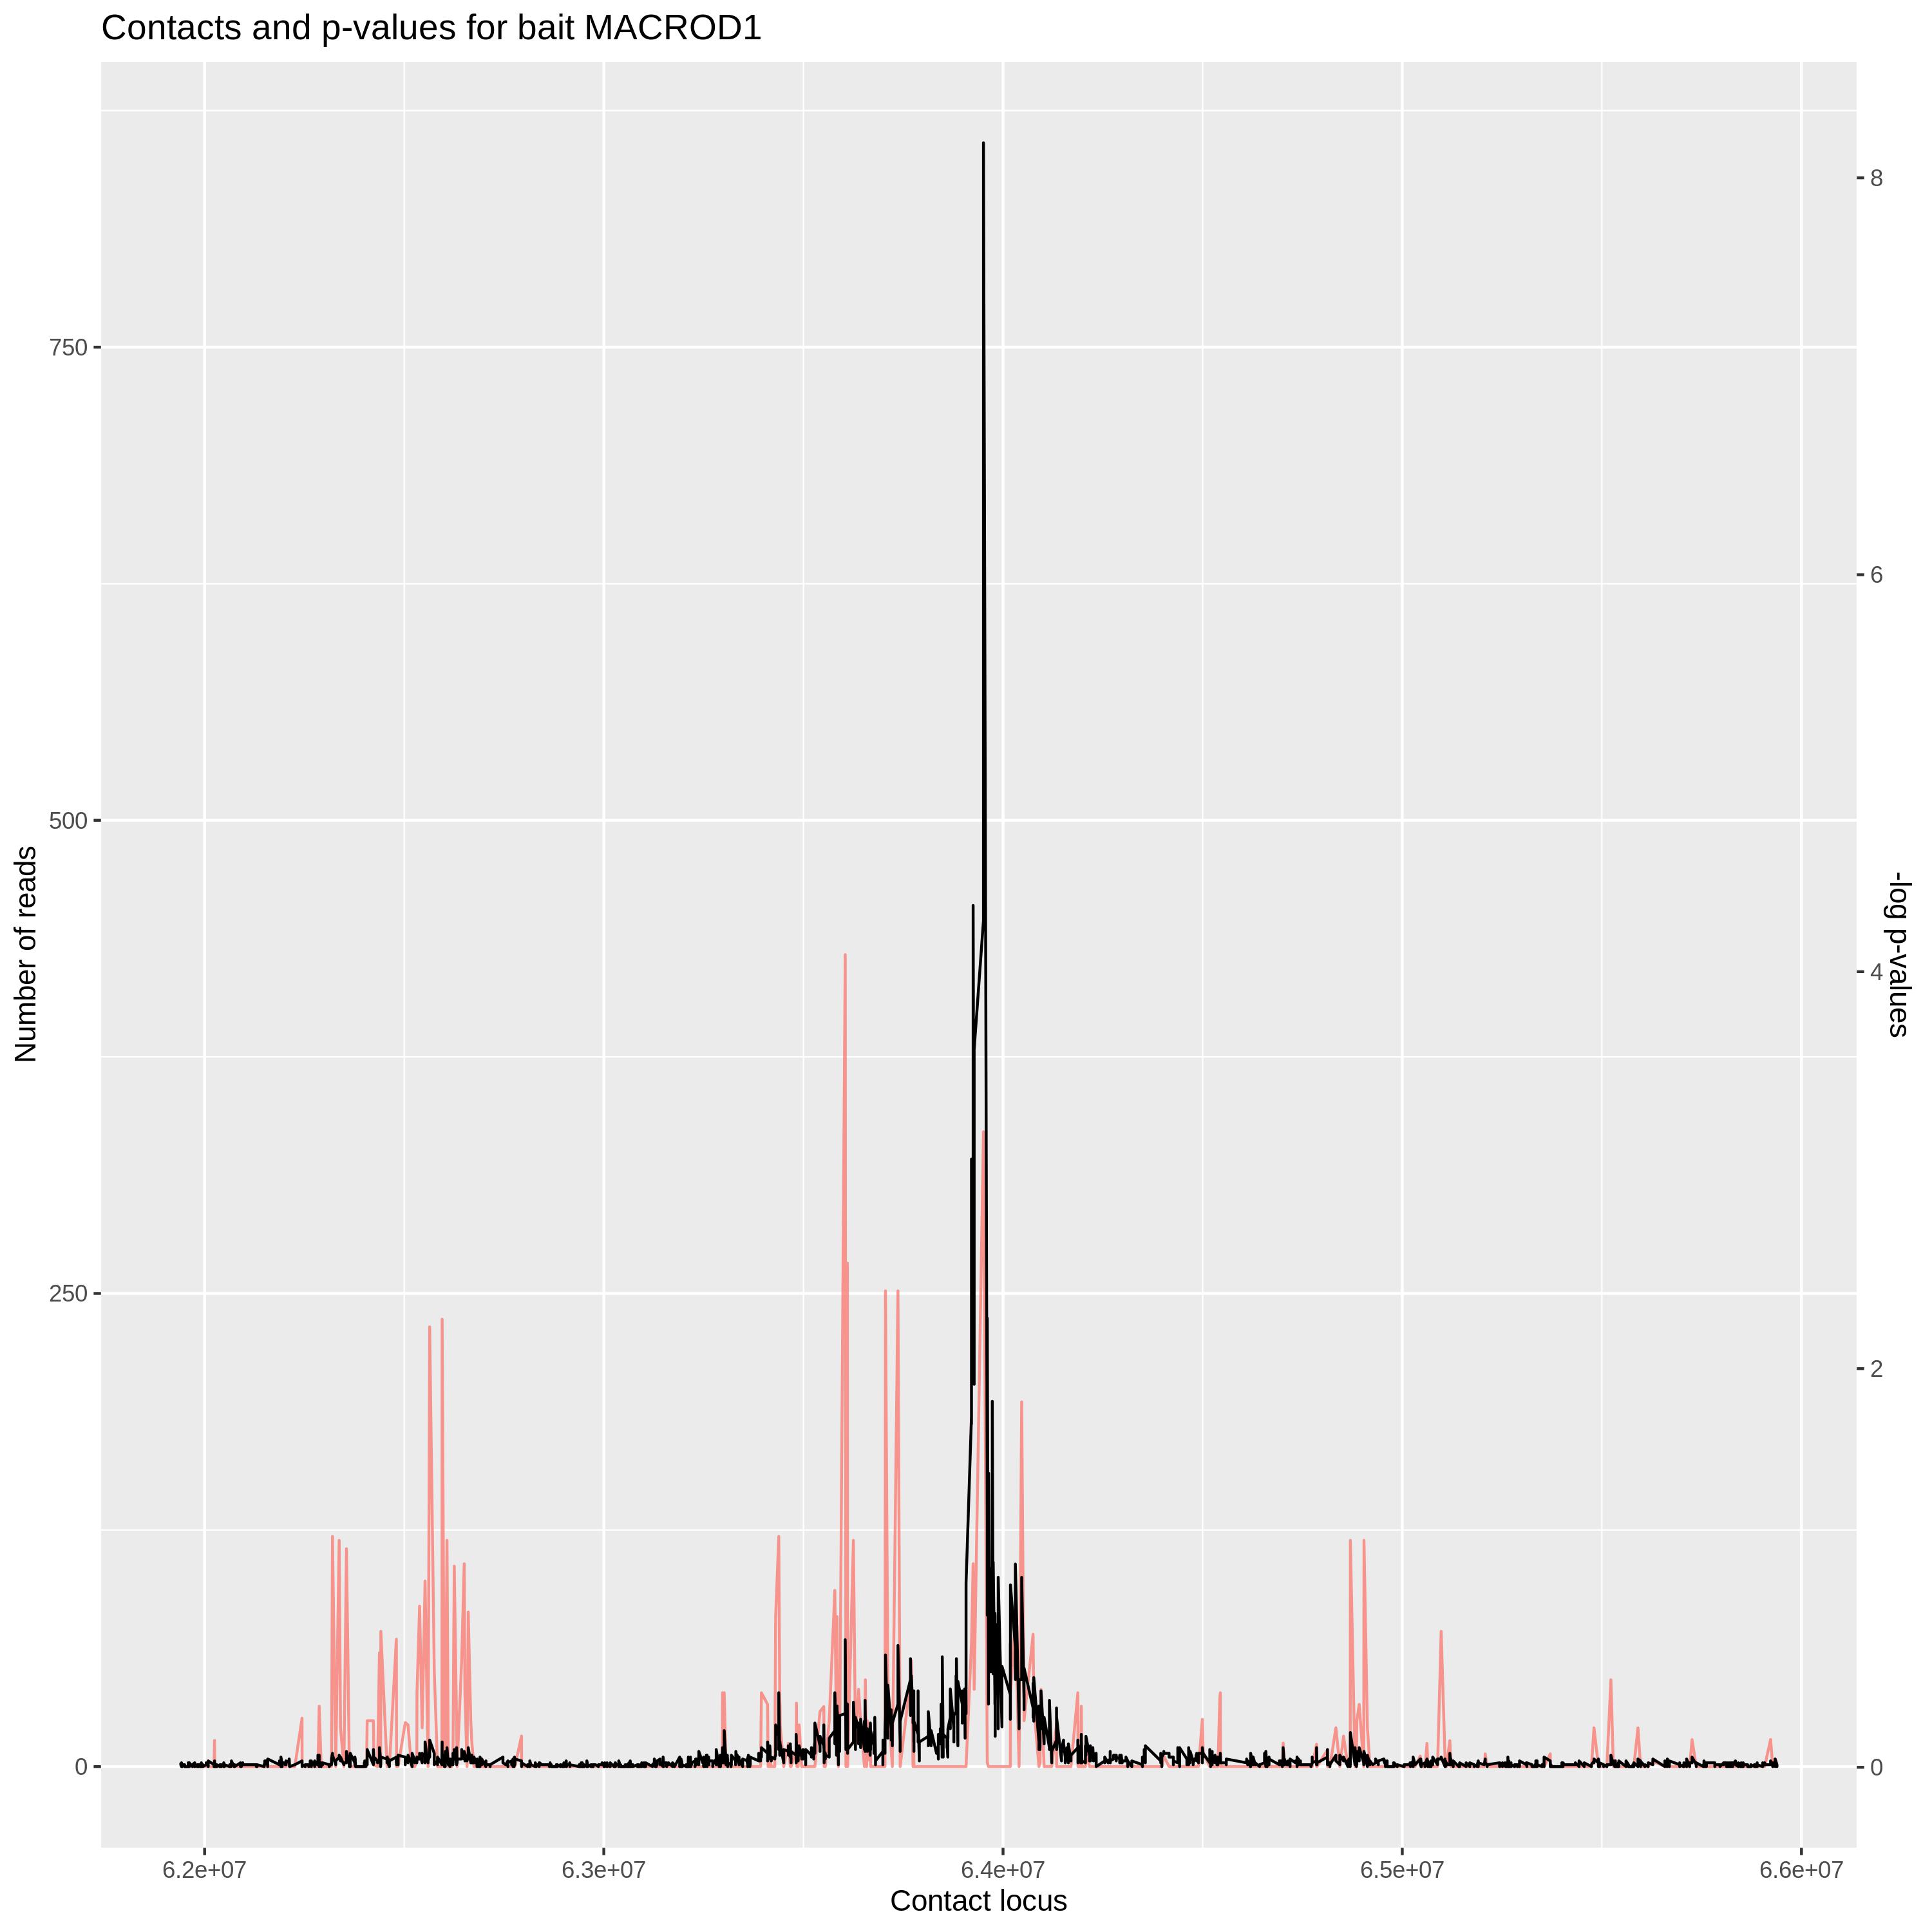 Contacts and p-values for bait MACROD1
Number of reads
750
500
250
0
8
6
4
2
0
-log p-values
6.2e+07 6.3e+07 6.4e+07 6.5e+07 6.6e+07
Contact locus